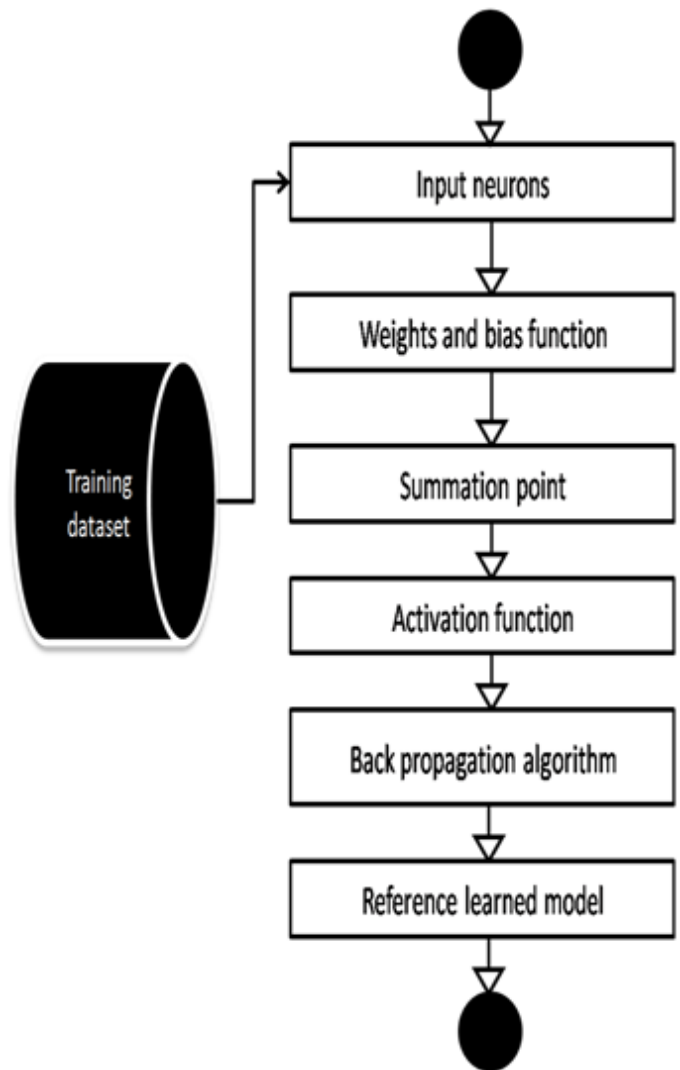 Input neurons
Weights and bias function
Training
dataset
Summation point
Activation function
Back propagation algorithm
Reference learned model